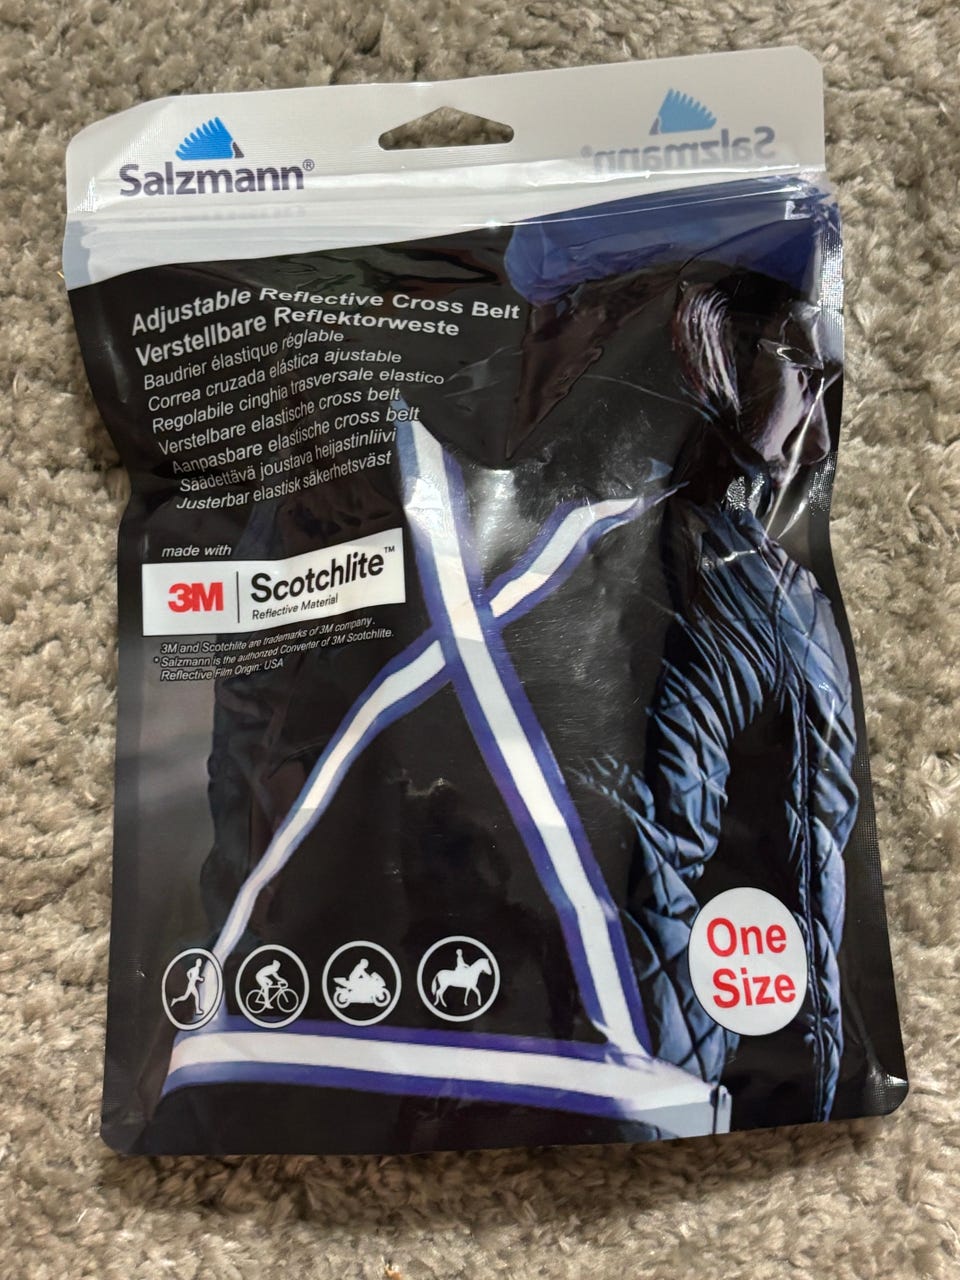 Salzmann®
Salzmann®
Adjustable Reflective Cross Belt
Verstellbare Reflektorweste
Baudrier élastique réglable
Correa cruzada elástica ajustable
Regolabile cinghia trasversale elastico
Verstelbare elastische cross belt
Aanpasbare elastische cross belt
Säädettävä joustava heijastinliivi
Justerbar elastisk säkerhetsväst
made with
3M Scotchlite™
Reflective Material
3M and Scotchlite are trademarks of 3M company.
* Salzmann is the authorized Converter of 3M Scotchlite.
Reflective Film Origin: USA
One
Size